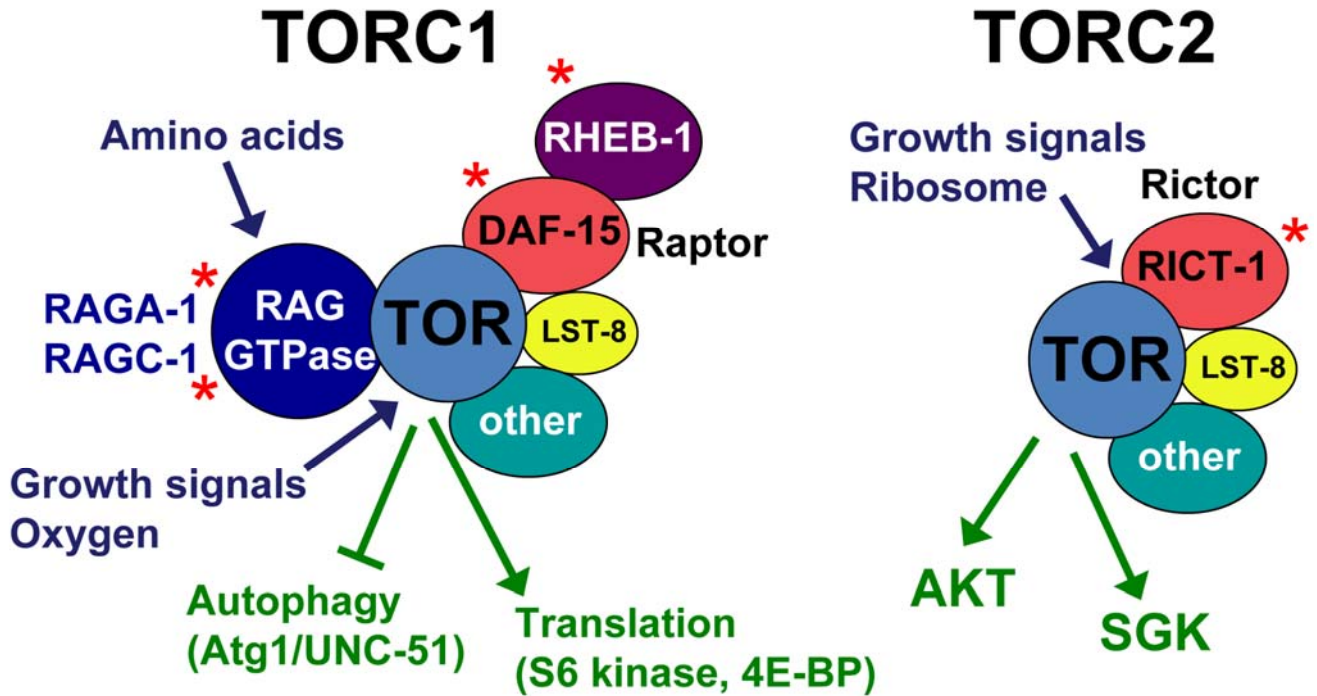 TORC1
Amino acids
*
RHEB-1
*
DAF-15
Raptor
*
RAGA-1
RAGC-1
*
RAG
GTPase
TOR
LST-8
other
Growth signals
Oxygen
Autophagy
(Atg1/UNC-51)
Translation
(S6 kinase, 4E-BP)
TORC2
Growth signals
Ribosome
Rictor
*
RICT-1
TOR
LST-8
other
AKT
SGK